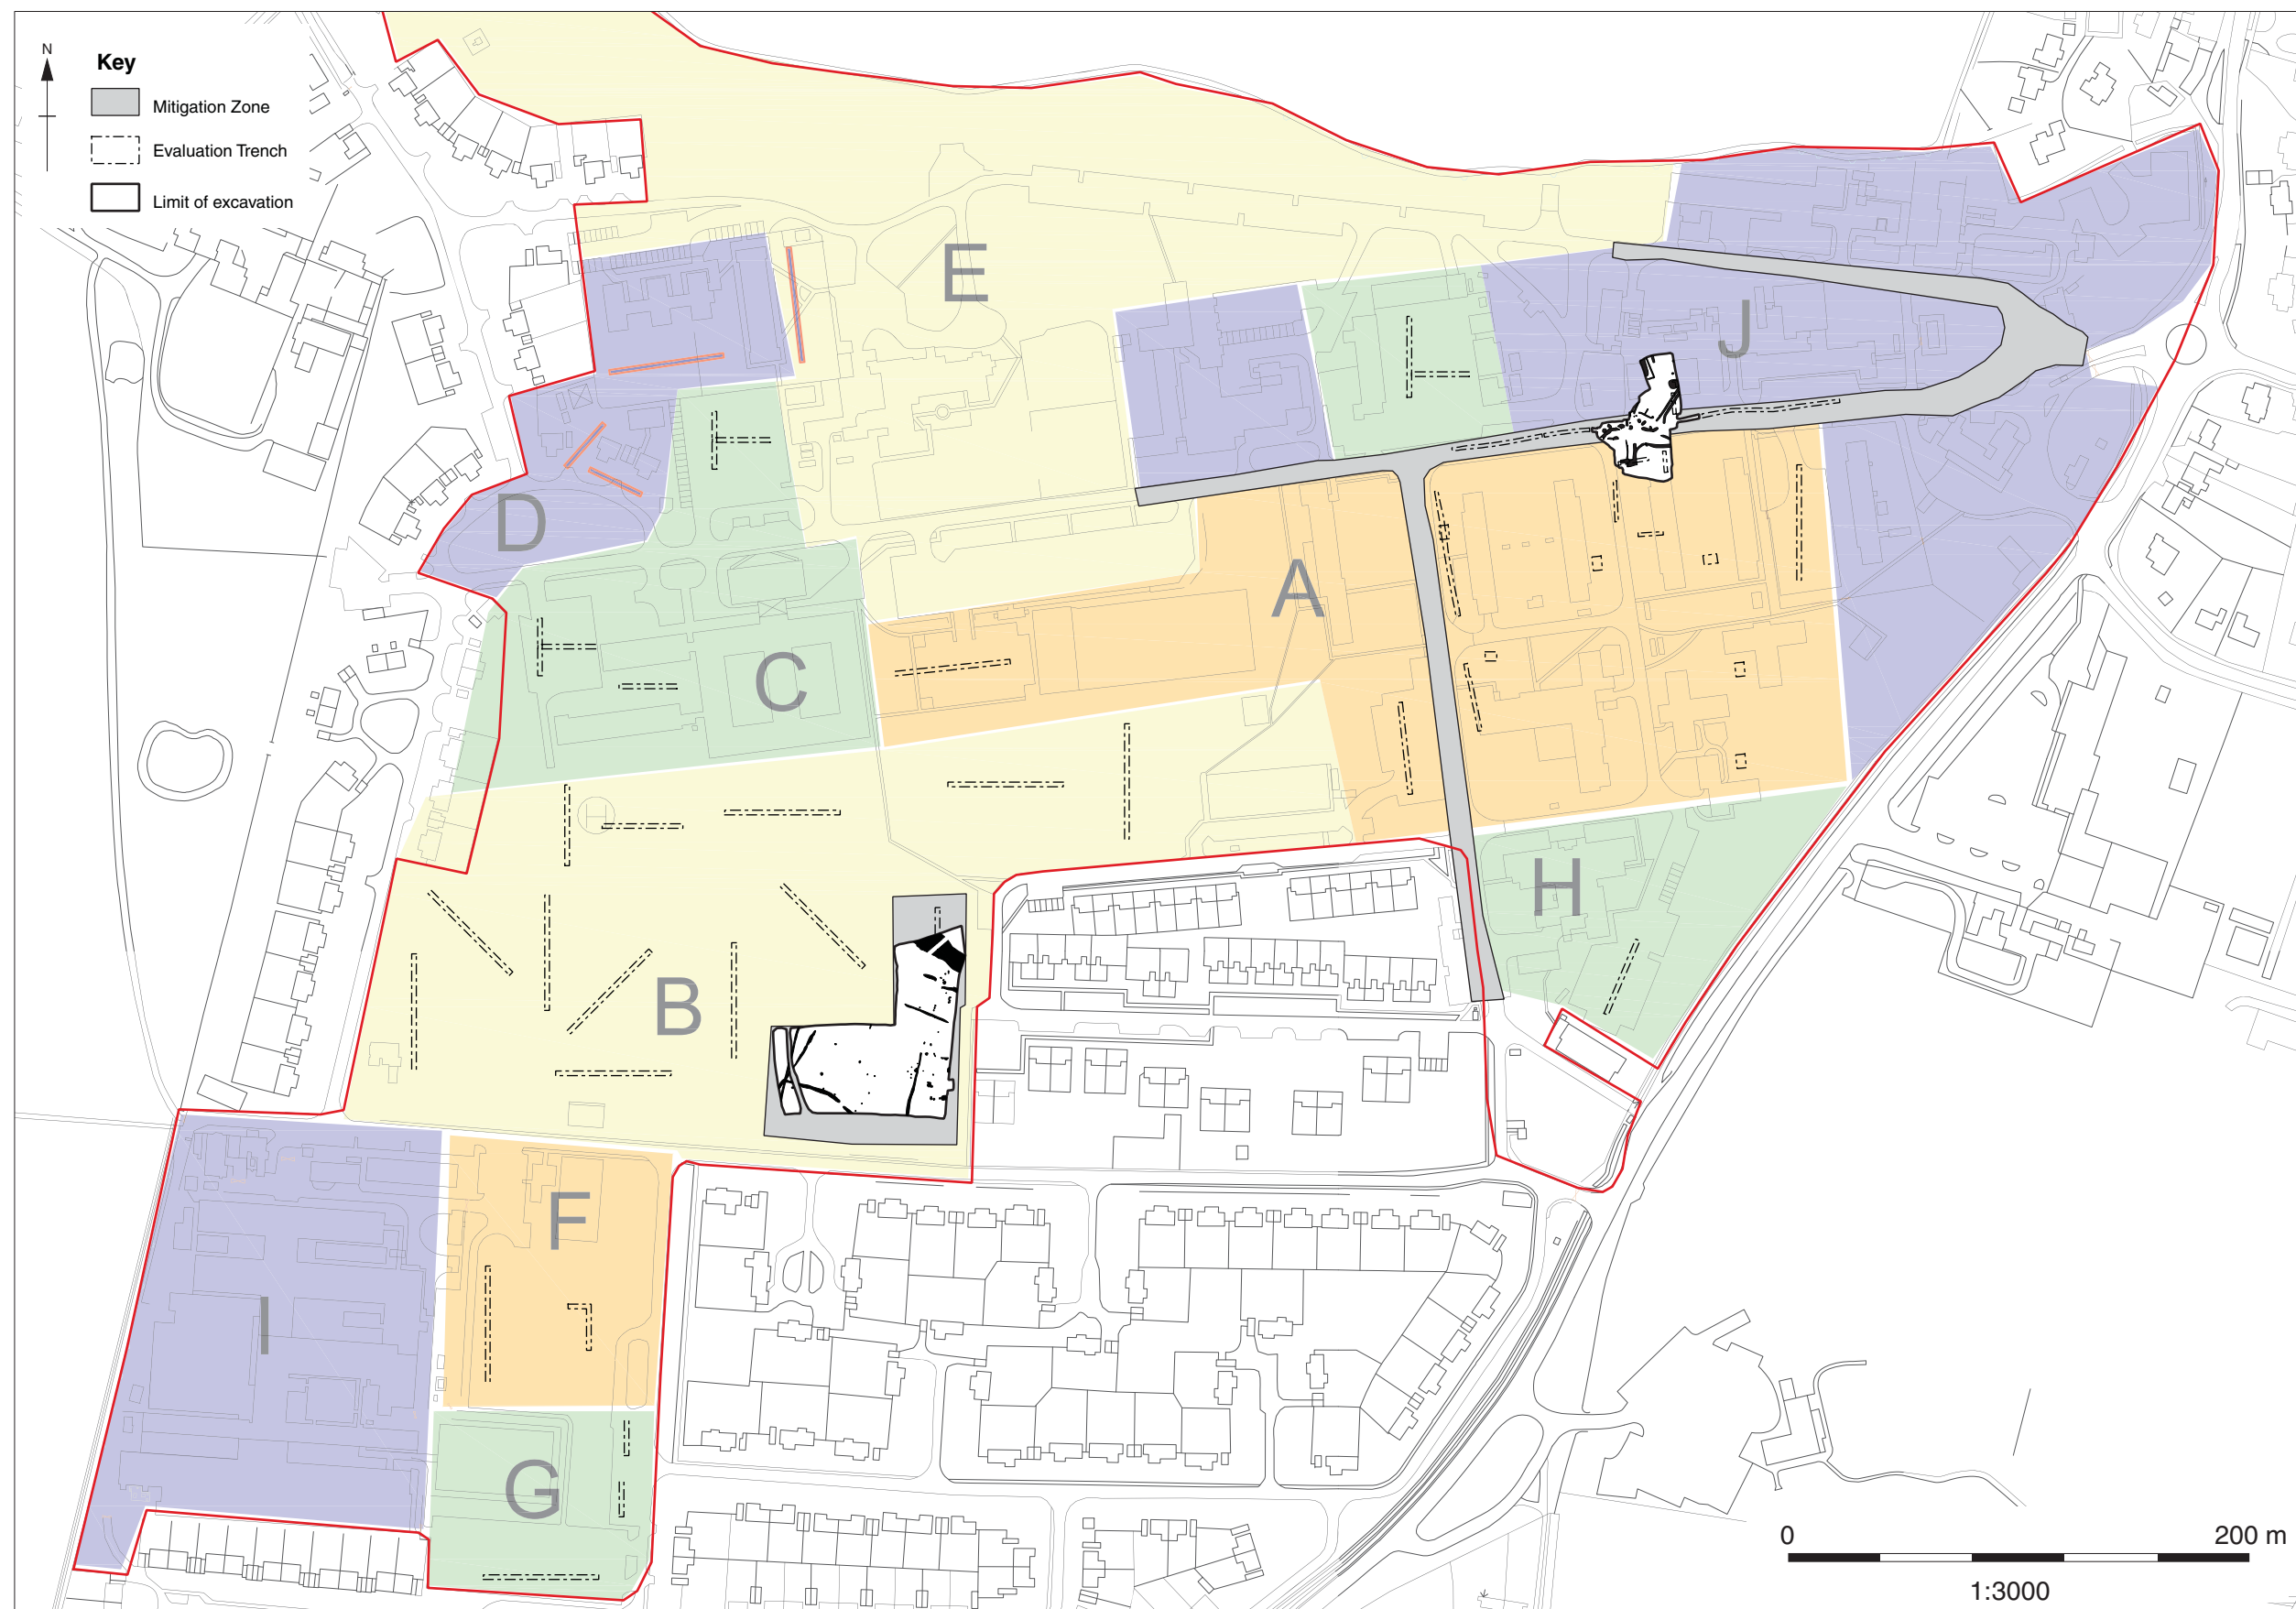 N
Key
Mitigation Zone
Evaluation Trench
Limit of excavation
E
J
D
A
C
H
B
F
I
G
0 200 m
1:3000